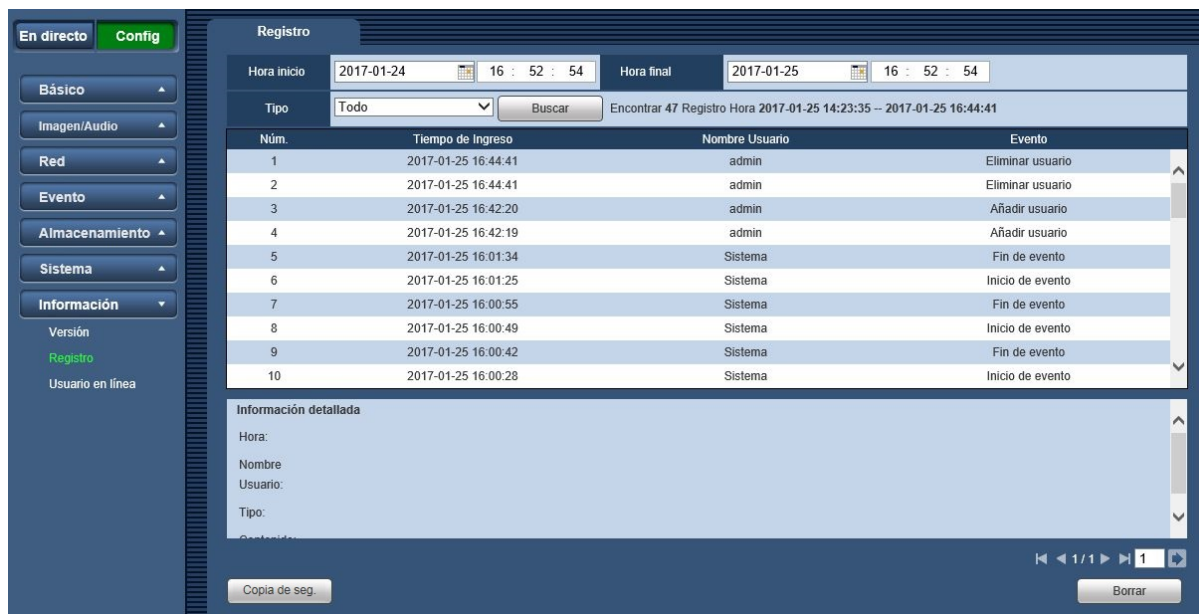 En directo Config
Básico
Imagen/Audio
Red
Evento
Almacenamiento
Sistema
Información
Versión
Registro
Usuario en línea
Registro
Hora inicio 2017-01-24 16 : 52 : 54 Hora final 2017-01-25 16 : 52 : 54
Tipo Todo Buscar Encontrar 47 Registro Hora 2017-01-25 14:23:35 -- 2017-01-25 16:44:41
Núm. Tiempo de Ingreso Nombre Usuario Evento
1 2017-01-25 16:44:41 admin Eliminar usuario
2 2017-01-25 16:44:41 admin Eliminar usuario
3 2017-01-25 16:42:20 admin Añadir usuario
4 2017-01-25 16:42:19 admin Añadir usuario
5 2017-01-25 16:01:34 Sistema Fin de evento
6 2017-01-25 16:01:25 Sistema Inicio de evento
7 2017-01-25 16:00:55 Sistema Fin de evento
8 2017-01-25 16:00:49 Sistema Inicio de evento
9 2017-01-25 16:00:42 Sistema Fin de evento
10 2017-01-25 16:00:28 Sistema Inicio de evento
Información detallada
Hora:
Nombre
Usuario:
Tipo:
1/1 1
Copia de seg. Borrar